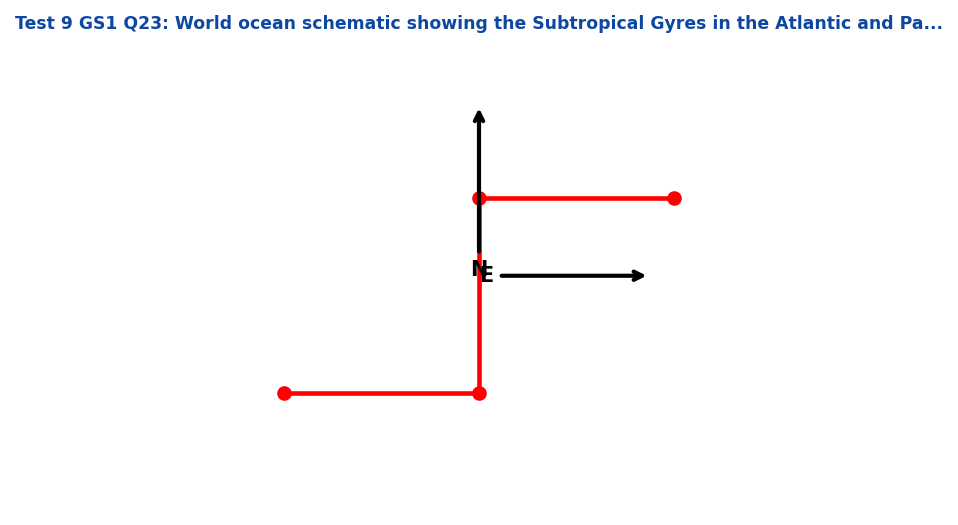 Test 9 GS1 Q23: World ocean schematic showing the Subtropical Gyres in the Atlantic and Pa...
N
E